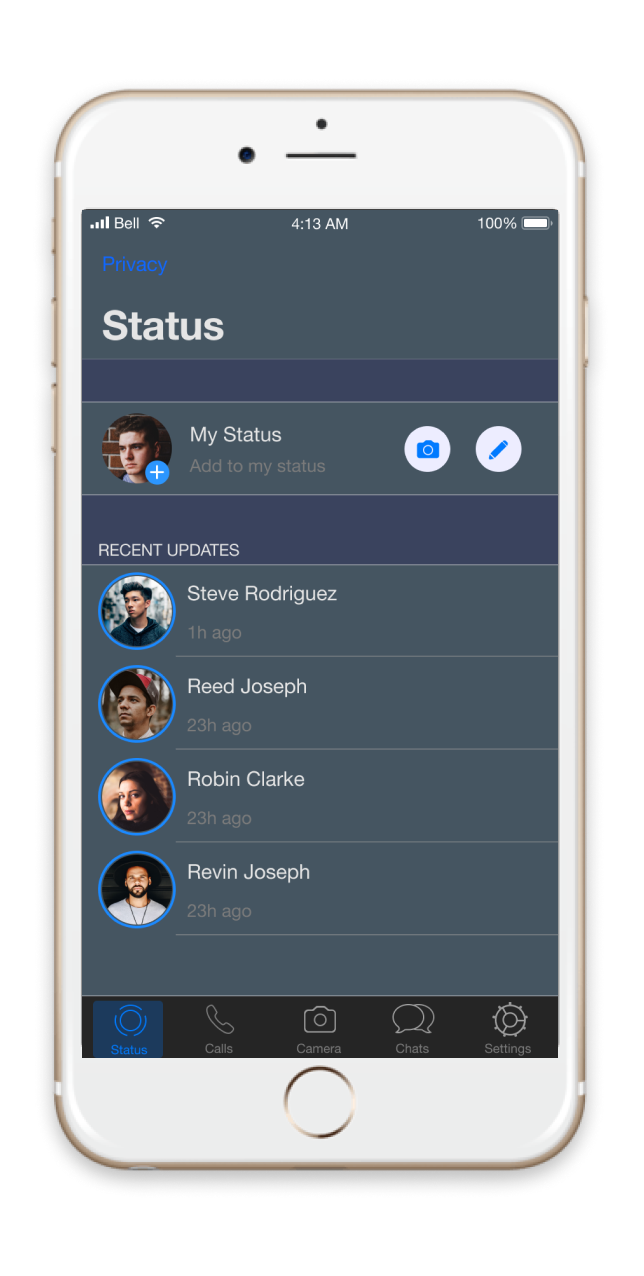 Bell 4:13 AM 100%
Privacy
Status
My Status
Add to my status
RECENT UPDATES
Steve Rodriguez
1h ago
Reed Joseph
23h ago
Robin Clarke
23h ago
Revin Joseph
23h ago
Status Calls Camera Chats Settings